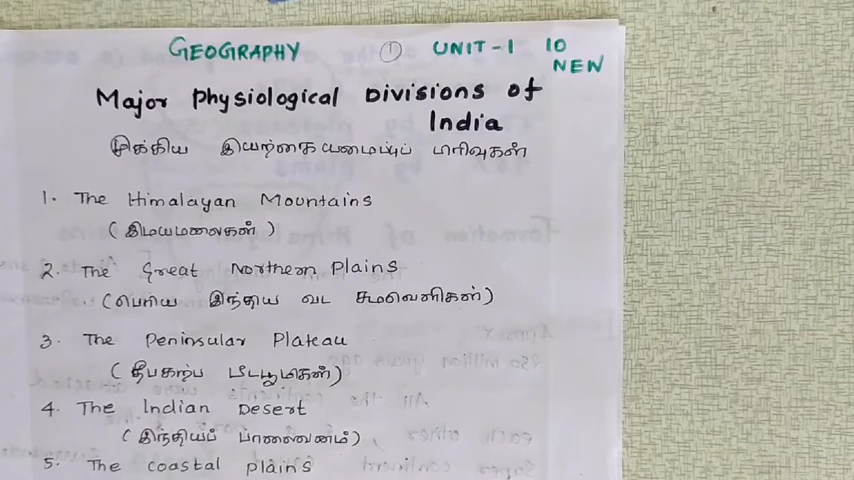 GEOGRAPHY ① UNIT-1 10
NEW
Major Physiological Divisions of
India
முக்கிய இயற்கையமைப்புப் பிரிவுகள்
1. The Himalayan Mountains
(இமயமலைகள்)
2. The Great Northern Plains
(பெரிய இந்திய வட சமவெளிகள்)
3. The Peninsular Plateau
(தீபகற்ப பீடபூமிகள்)
4. The Indian Desert
(இந்தியப் பாலைவனம்)
5. The coastal plains